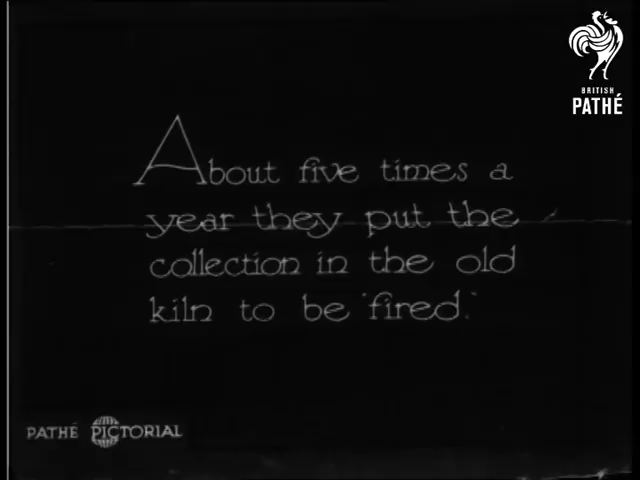 BRITISH
PATHÉ
About five times a
year they put the
collection in the old
kiln to be "fired."
PATHÉ PICTORIAL